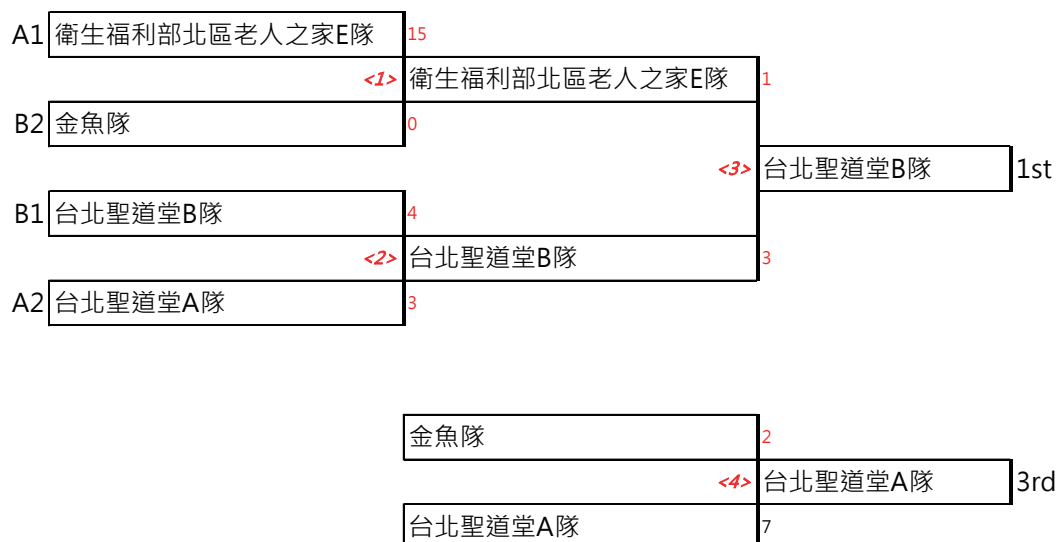 A1 衛生福利部北區老人之家E隊 15
<1> 衛生福利部北區老人之家E隊 1
B2 金魚隊 0
<3> 台北聖道堂B隊 1st
B1 台北聖道堂B隊 4
<2> 台北聖道堂B隊 3
A2 台北聖道堂A隊 3
金魚隊 2
<4> 台北聖道堂A隊 3rd
台北聖道堂A隊 7